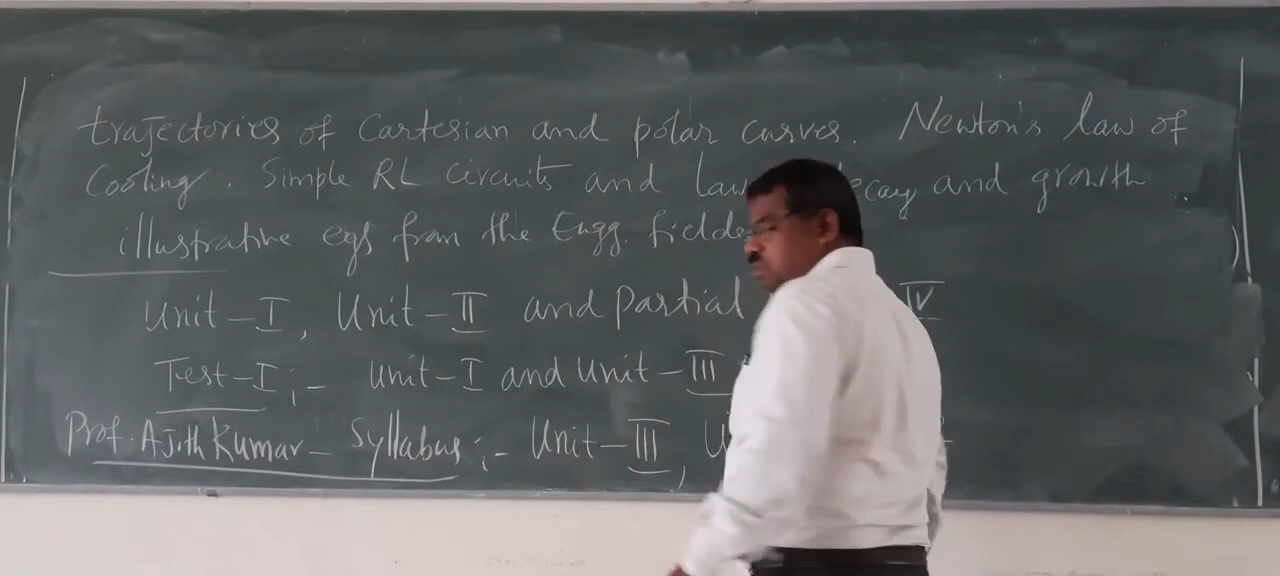 trajectories of Cartesian and polar curves. Newton's law of
Cooling. Simple RL circuits and law ecay and growth
illustrative egs from the Engg. fields
Unit-I, Unit-II and Partial IV
Test-I:- Unit-I and Unit-III
Prof. Ajith Kumar - Syllabus:- Unit-III, U